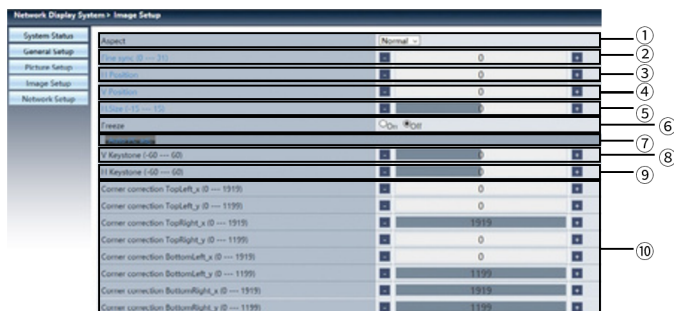 Network Display System> Image Setup
System Status
General Setup
Picture Setup
Image Setup
Network Setup
Aspect Normal ①
Fine sync (0 --- 31) - 0 + ②
H Position - + ③
V Position - + ④
H.Size (-15 --- 15) - 0 + ⑤
Freeze On Off ⑥
⑦
V Keystone (-60 --- 60) - 0 + ⑧
H Keystone (-60 --- 60) - 0 + ⑨
Corner correction TopLeft_x (0 --- 1919) - 0 +
Corner correction TopLeft_y (0 --- 1199) - 0 +
Corner correction TopRight_x (0 --- 1919) - 1919 +
Corner correction TopRight_y (0 --- 1199) - 0 +
Corner correction BottomLeft_x (0 --- 1919) - 0 + ⑩
Corner correction BottomLeft_y (0 --- 1199) - 1199 +
Corner correction BottomRight_x (0 --- 1919) - 1919 +
Corner correction BottomRight_y (0 --- 1199) - 1199 +